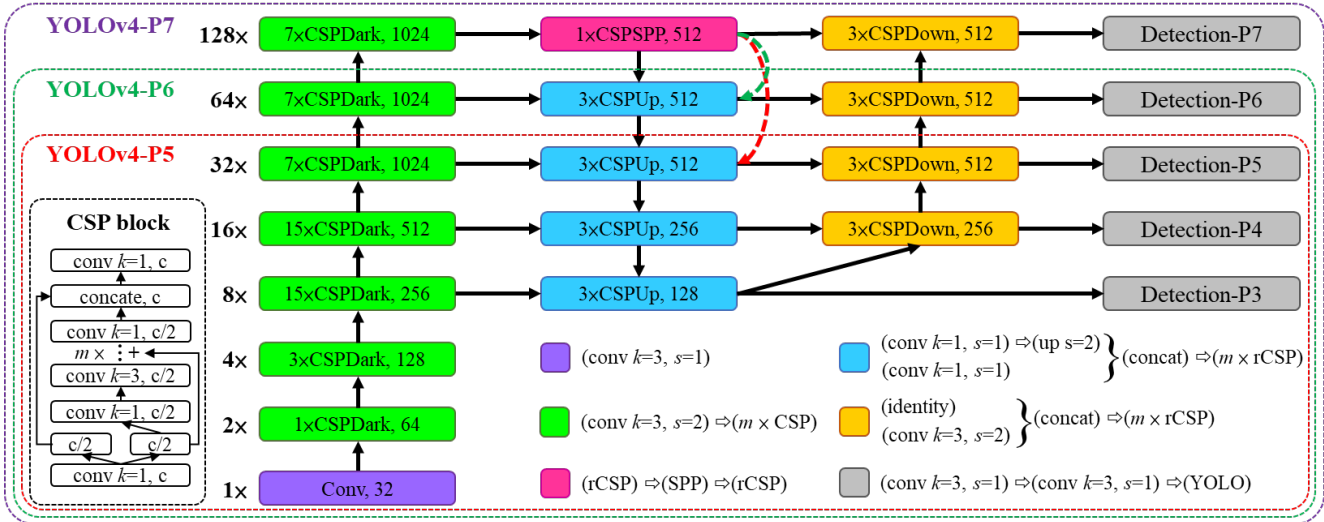 YOLOv4-P7
128×
7×CSPDark, 1024
1×CSPSPP, 512
3×CSPDown, 512
Detection-P7
YOLOv4-P6
64×
7×CSPDark, 1024
3×CSPUp, 512
3×CSPDown, 512
Detection-P6
YOLOv4-P5
32×
7×CSPDark, 1024
3×CSPUp, 512
3×CSPDown, 512
Detection-P5
16×
15×CSPDark, 512
3×CSPUp, 256
3×CSPDown, 256
Detection-P4
8×
15×CSPDark, 256
3×CSPUp, 128
Detection-P3
4×
3×CSPDark, 128
2×
1×CSPDark, 64
1×
Conv, 32
CSP block
conv k=1, c
concate, c
conv k=1, c/2
m × ⋮ +
conv k=3, c/2
conv k=1, c/2
c/2
c/2
conv k=1, c
(conv k=3, s=1)
(conv k=3, s=2) ⇨(m × CSP)
(rCSP) ⇨(SPP) ⇨(rCSP)
(conv k=1, s=1) ⇨(up s=2)
(conv k=1, s=1)
}(concat) ⇨(m × rCSP)
(identity)
(conv k=3, s=2)
}(concat) ⇨(m × rCSP)
(conv k=3, s=1) ⇨(conv k=3, s=1) ⇨(YOLO)